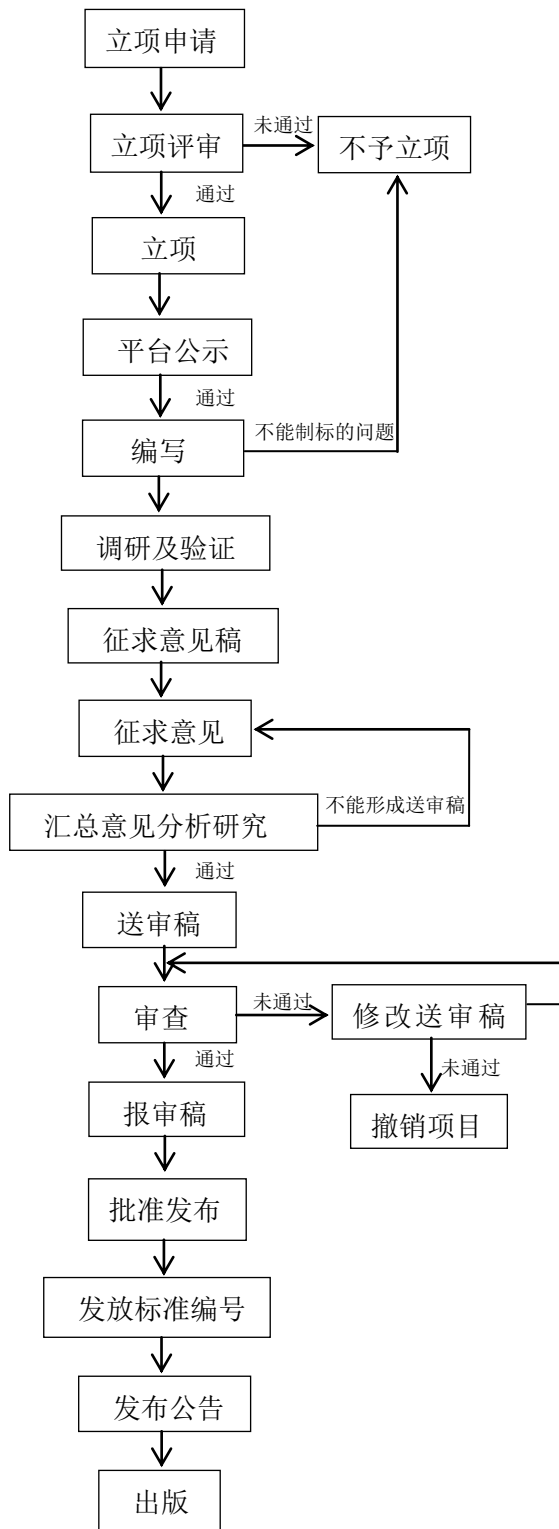 立项申请
立项评审
未通过
不予立项
通过
立项
平台公示
通过
编写
不能制标的问题
调研及验证
征求意见稿
征求意见
汇总意见分析研究
不能形成送审稿
通过
送审稿
审查
未通过
修改送审稿
通过
未通过
报审稿
撤销项目
批准发布
发放标准编号
发布公告
出版